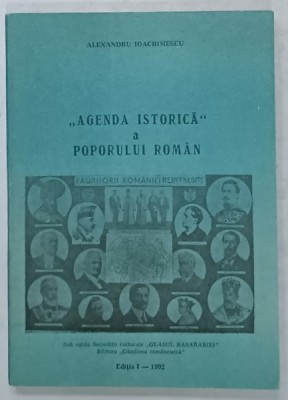 ALEXANDRU IOACHIMESCU
„AGENDA ISTORICĂ“
a
POPORULUI ROMÂN
FĂURITORII ROMÂNIEI REÎNTREGITE
Sub egida Societății culturale „GLASUL BASARABIEI”
Editura „Gândirea românească”
Ediția I — 1992